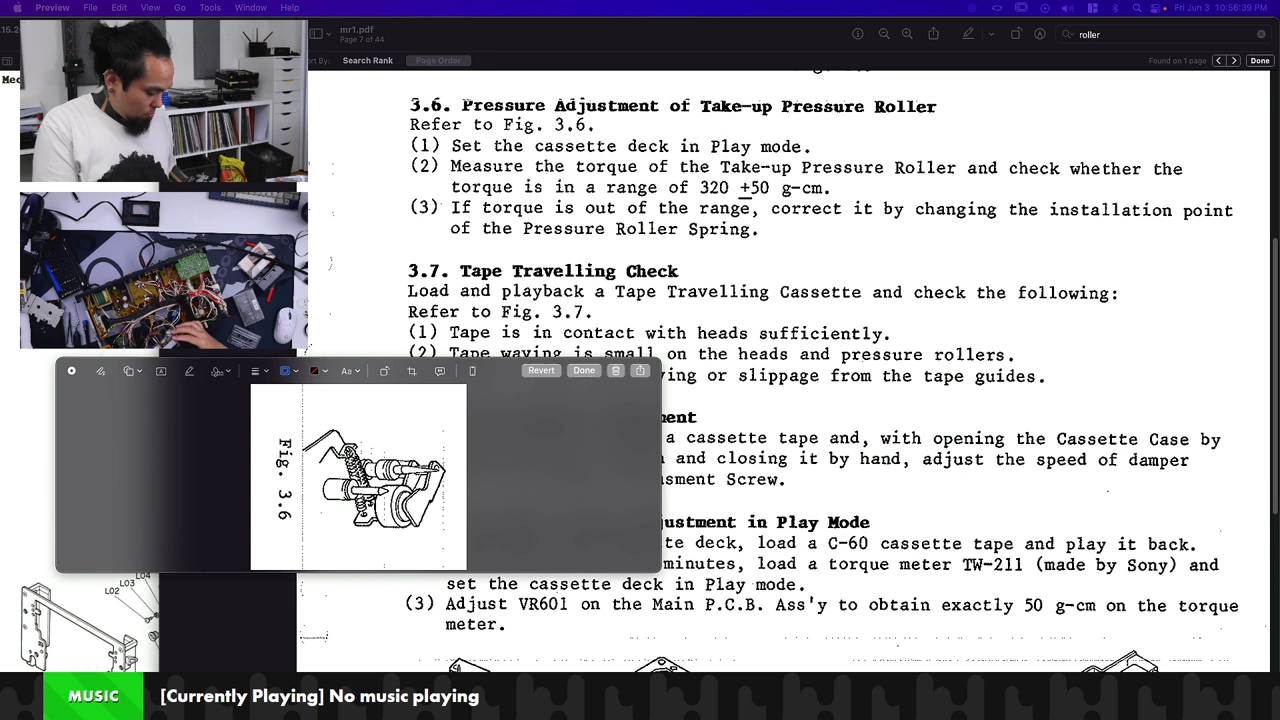 Preview File Edit View Go Tools Window Help
Fri Jun 3 10:56:39 AM
mr1.pdf
Page 7 of 44
roller
Search Rank
Page Order
Found on 1 page
Done
3.6. Pressure Adjustment of Take-up Pressure Roller
Refer to Fig. 3.6.
(1) Set the cassette deck in Play mode.
(2) Measure the torque of the Take-up Pressure Roller and check whether the
torque is in a range of 320 ±50 g-cm.
(3) If torque is out of the range, correct it by changing the installation point
of the Pressure Roller Spring.
3.7. Tape Travelling Check
Load and playback a Tape Travelling Cassette and check the following:
Refer to Fig. 3.7.
(1) Tape is in contact with heads sufficiently.
(2) Tape waving is small on the heads and pressure rollers.
ing or slippage from the tape guides.
ment
a cassette tape and, with opening the Cassette Case by
and closing it by hand, adjust the speed of damper
usment Screw.
justment in Play Mode
te deck, load a C-60 cassette tape and play it back.
minutes, load a torque meter TW-211 (made by Sony) and
set the cassette deck in Play mode.
(3) Adjust VR601 on the Main P.C.B. Ass'y to obtain exactly 50 g-cm on the torque
meter.
Aa
Revert
Done
Fig. 3.6
L04
L03
L02
MUSIC
[Currently Playing] No music playing